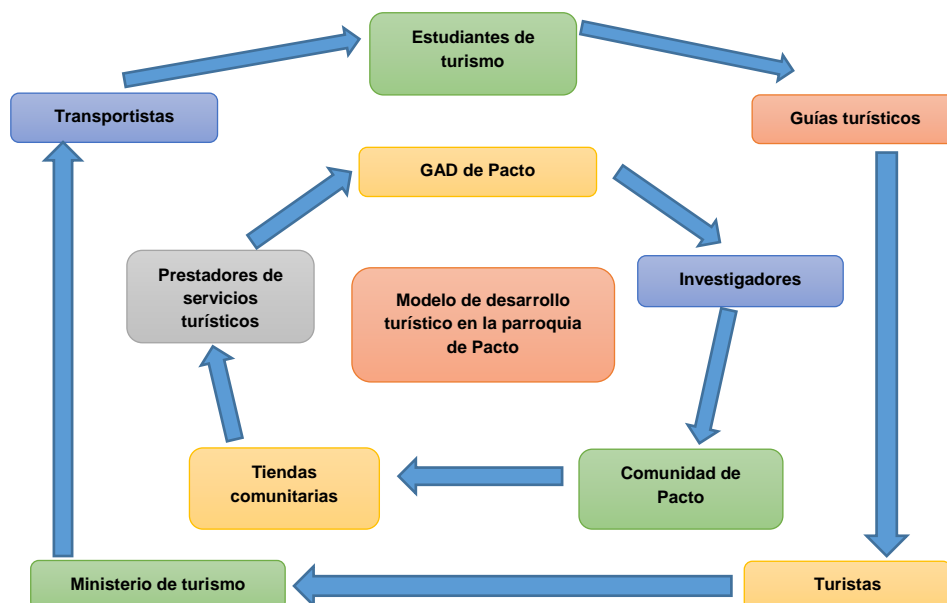 Estudiantes de
turismo
Transportistas
Guías turísticos
GAD de Pacto
Prestadores de
servicios
turísticos
Modelo de desarrollo
turístico en la parroquia
de Pacto
Investigadores
Tiendas
comunitarias
Comunidad de
Pacto
Ministerio de turismo
Turistas